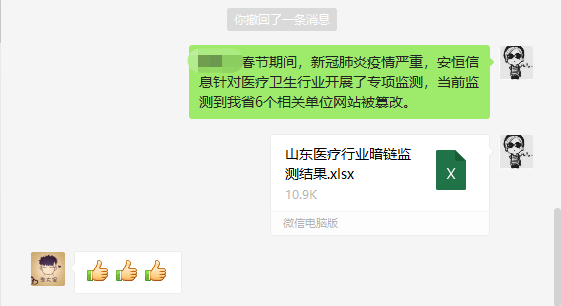 你撤回了一条消息
春节期间，新冠肺炎疫情严重，安恒信
息针对医疗卫生行业开展了专项监测，当前监
测到我省6个相关单位网站被篡改。
山东医疗行业暗链监
测结果.xlsx
10.9K
X
微信电脑版